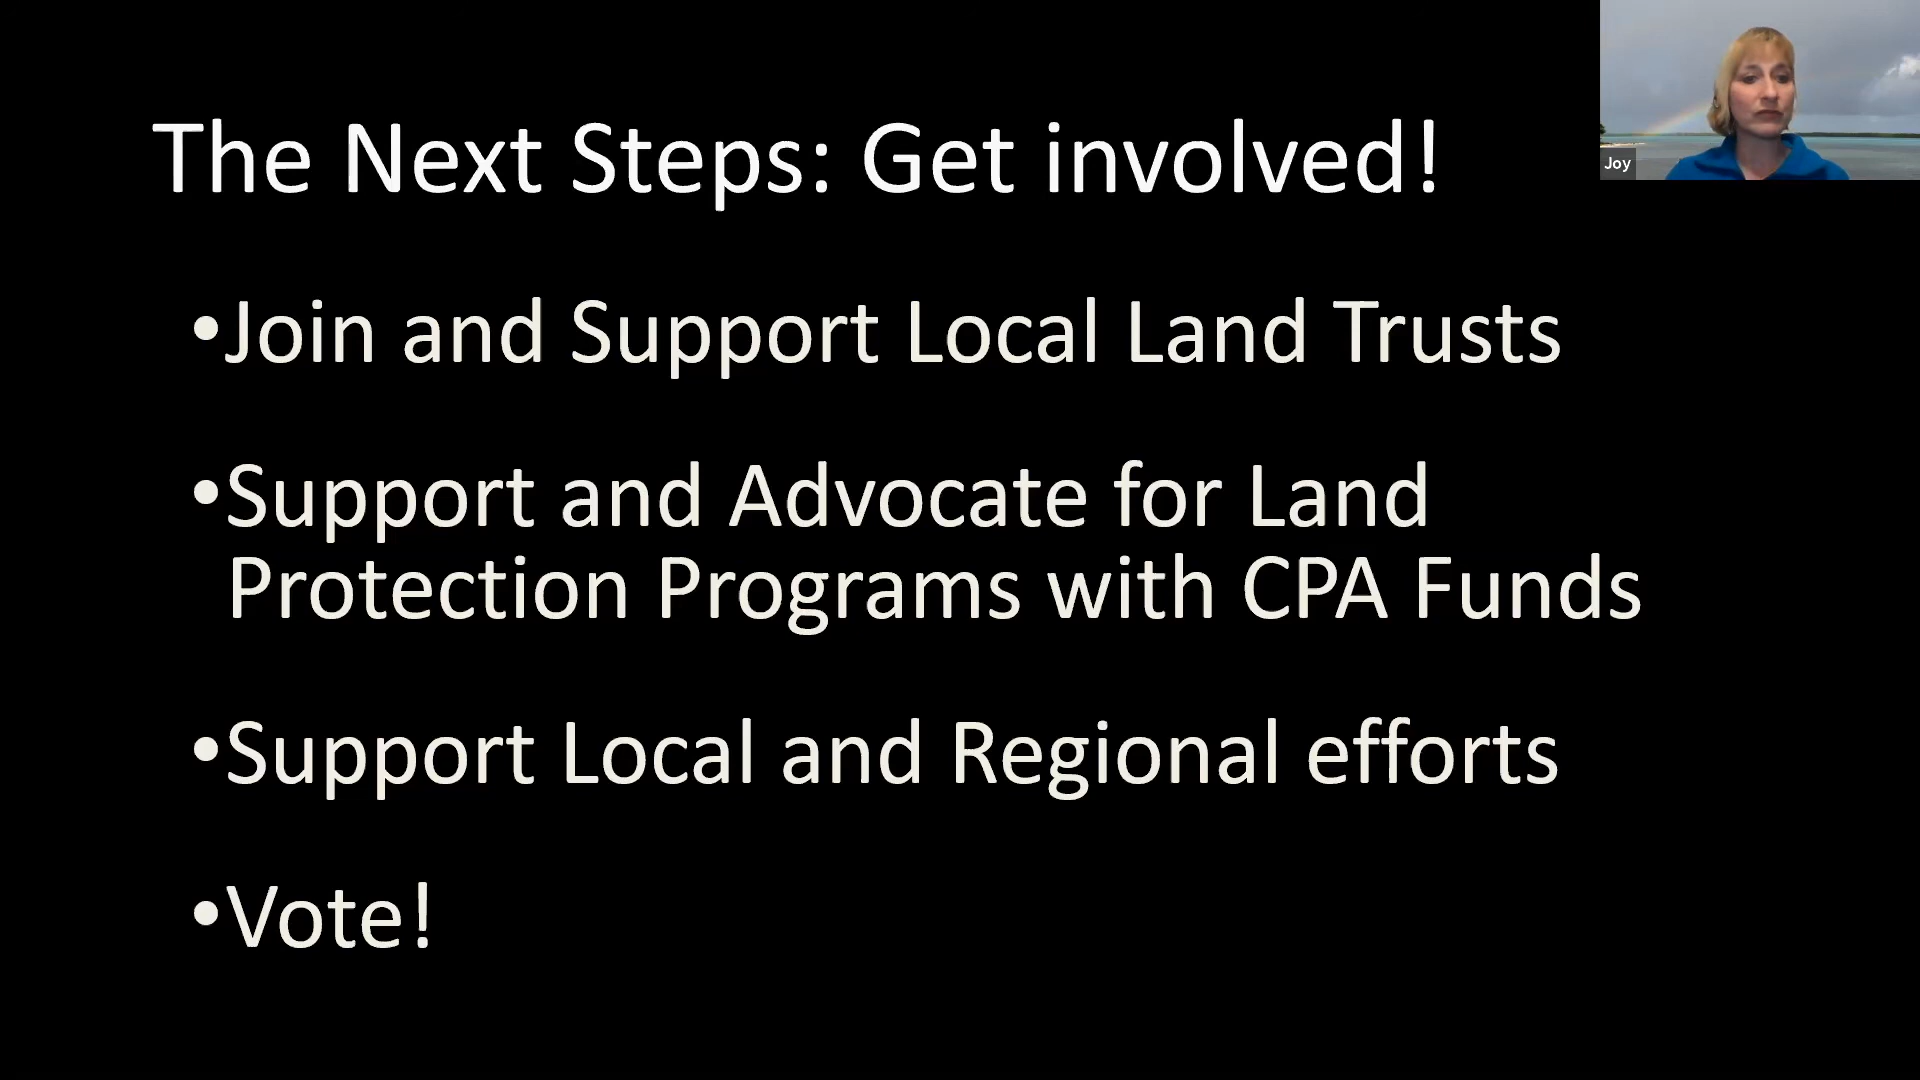 The Next Steps: Get involved!
Joy
•Join and Support Local Land Trusts
•Support and Advocate for Land
Protection Programs with CPA Funds
•Support Local and Regional efforts
•Vote!